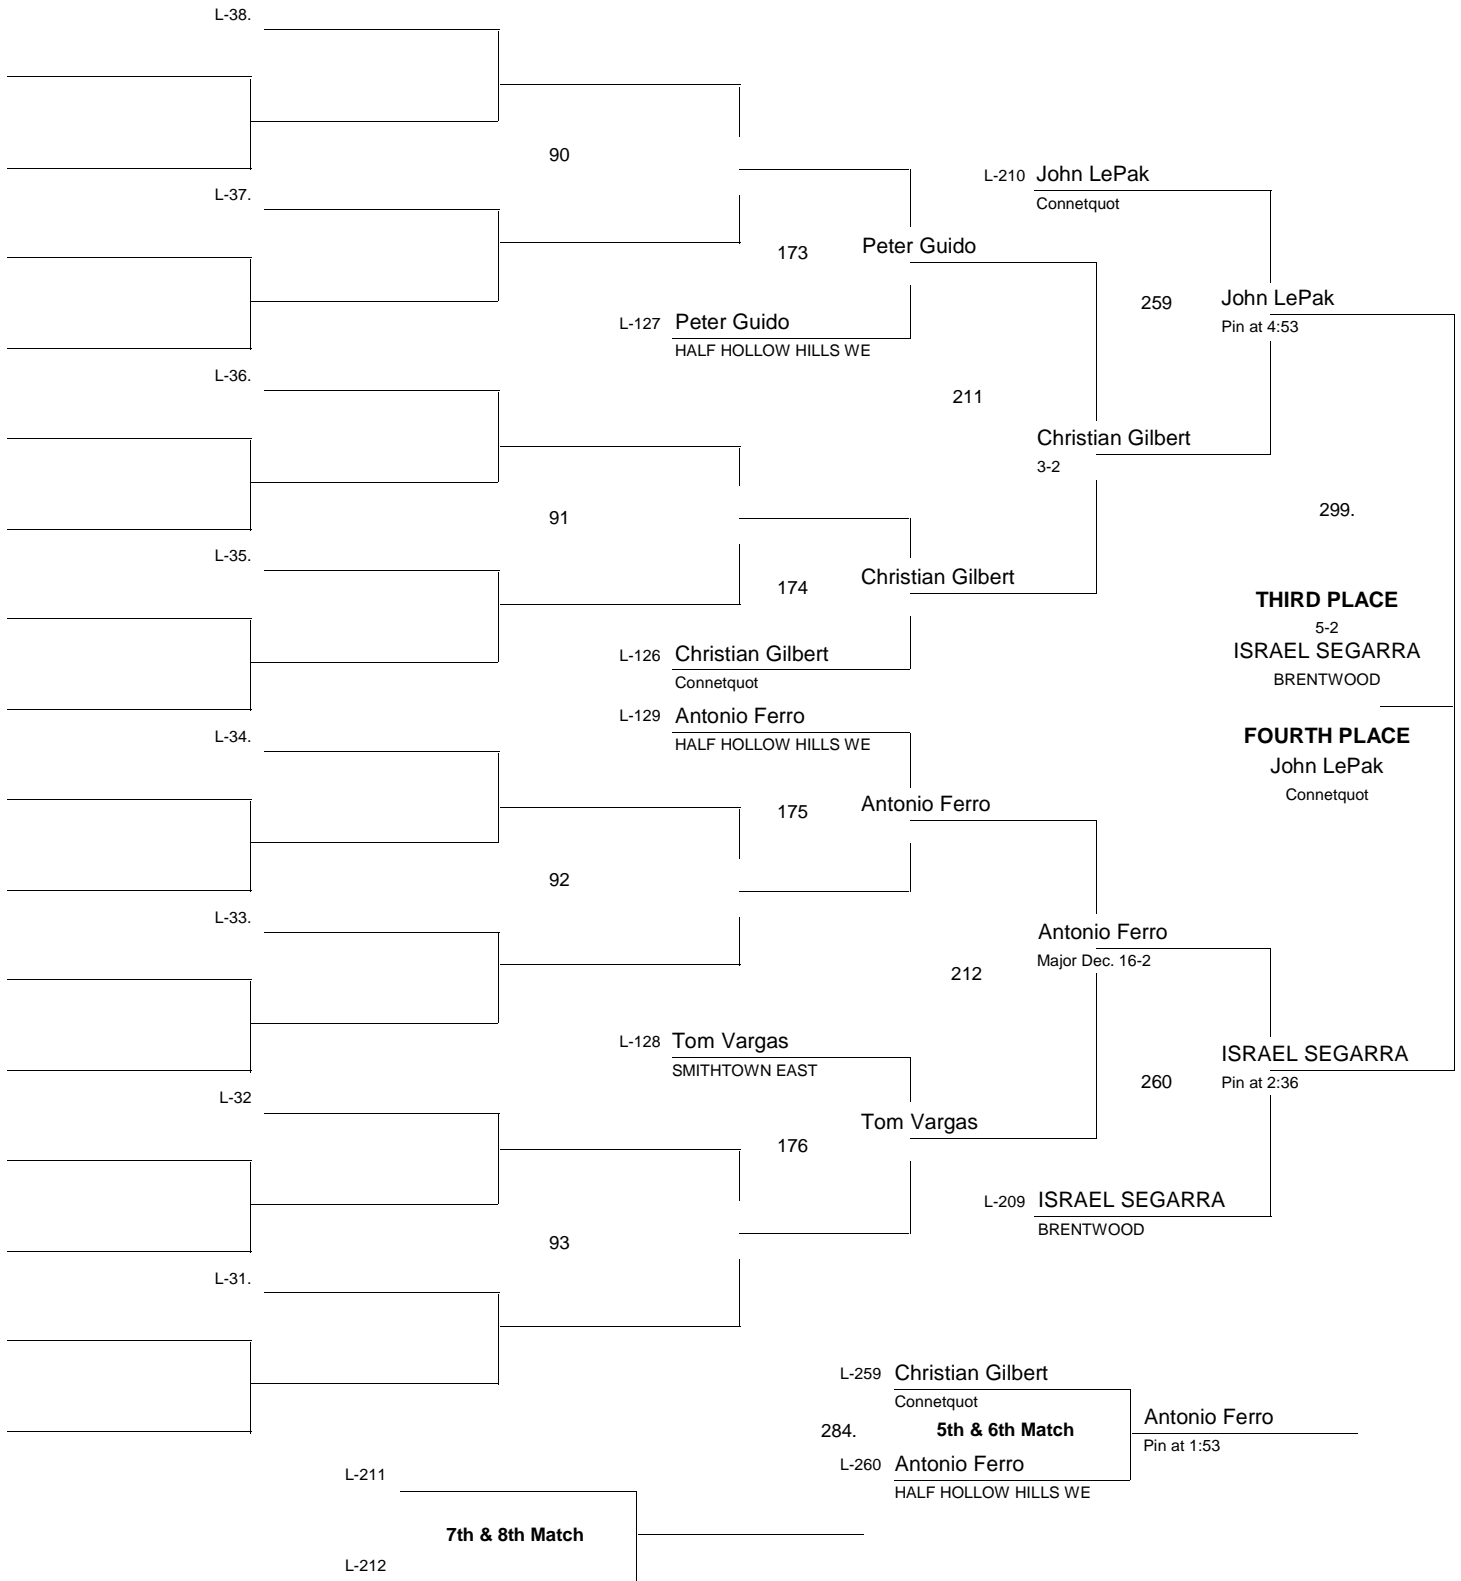 L-38.
90
L-210 John LePak
Connetquot
L-37.
173 Peter Guido
259 John LePak
Pin at 4:53
L-127 Peter Guido
HALF HOLLOW HILLS WE
L-36.
211
Christian Gilbert
3-2
91
299.
L-35.
174 Christian Gilbert
THIRD PLACE
5-2
ISRAEL SEGARRA
BRENTWOOD
L-126 Christian Gilbert
Connetquot
L-129 Antonio Ferro
HALF HOLLOW HILLS WE
L-34.
FOURTH PLACE
John LePak
Connetquot
175 Antonio Ferro
92
L-33.
Antonio Ferro
Major Dec. 16-2
212
L-128 Tom Vargas
SMITHTOWN EAST
ISRAEL SEGARRA
260 Pin at 2:36
L-32
Tom Vargas
176
L-209 ISRAEL SEGARRA
BRENTWOOD
93
L-31.
L-259 Christian Gilbert
Connetquot
284. 5th & 6th Match
Antonio Ferro
Pin at 1:53
L-260 Antonio Ferro
HALF HOLLOW HILLS WE
L-211
7th & 8th Match
L-212